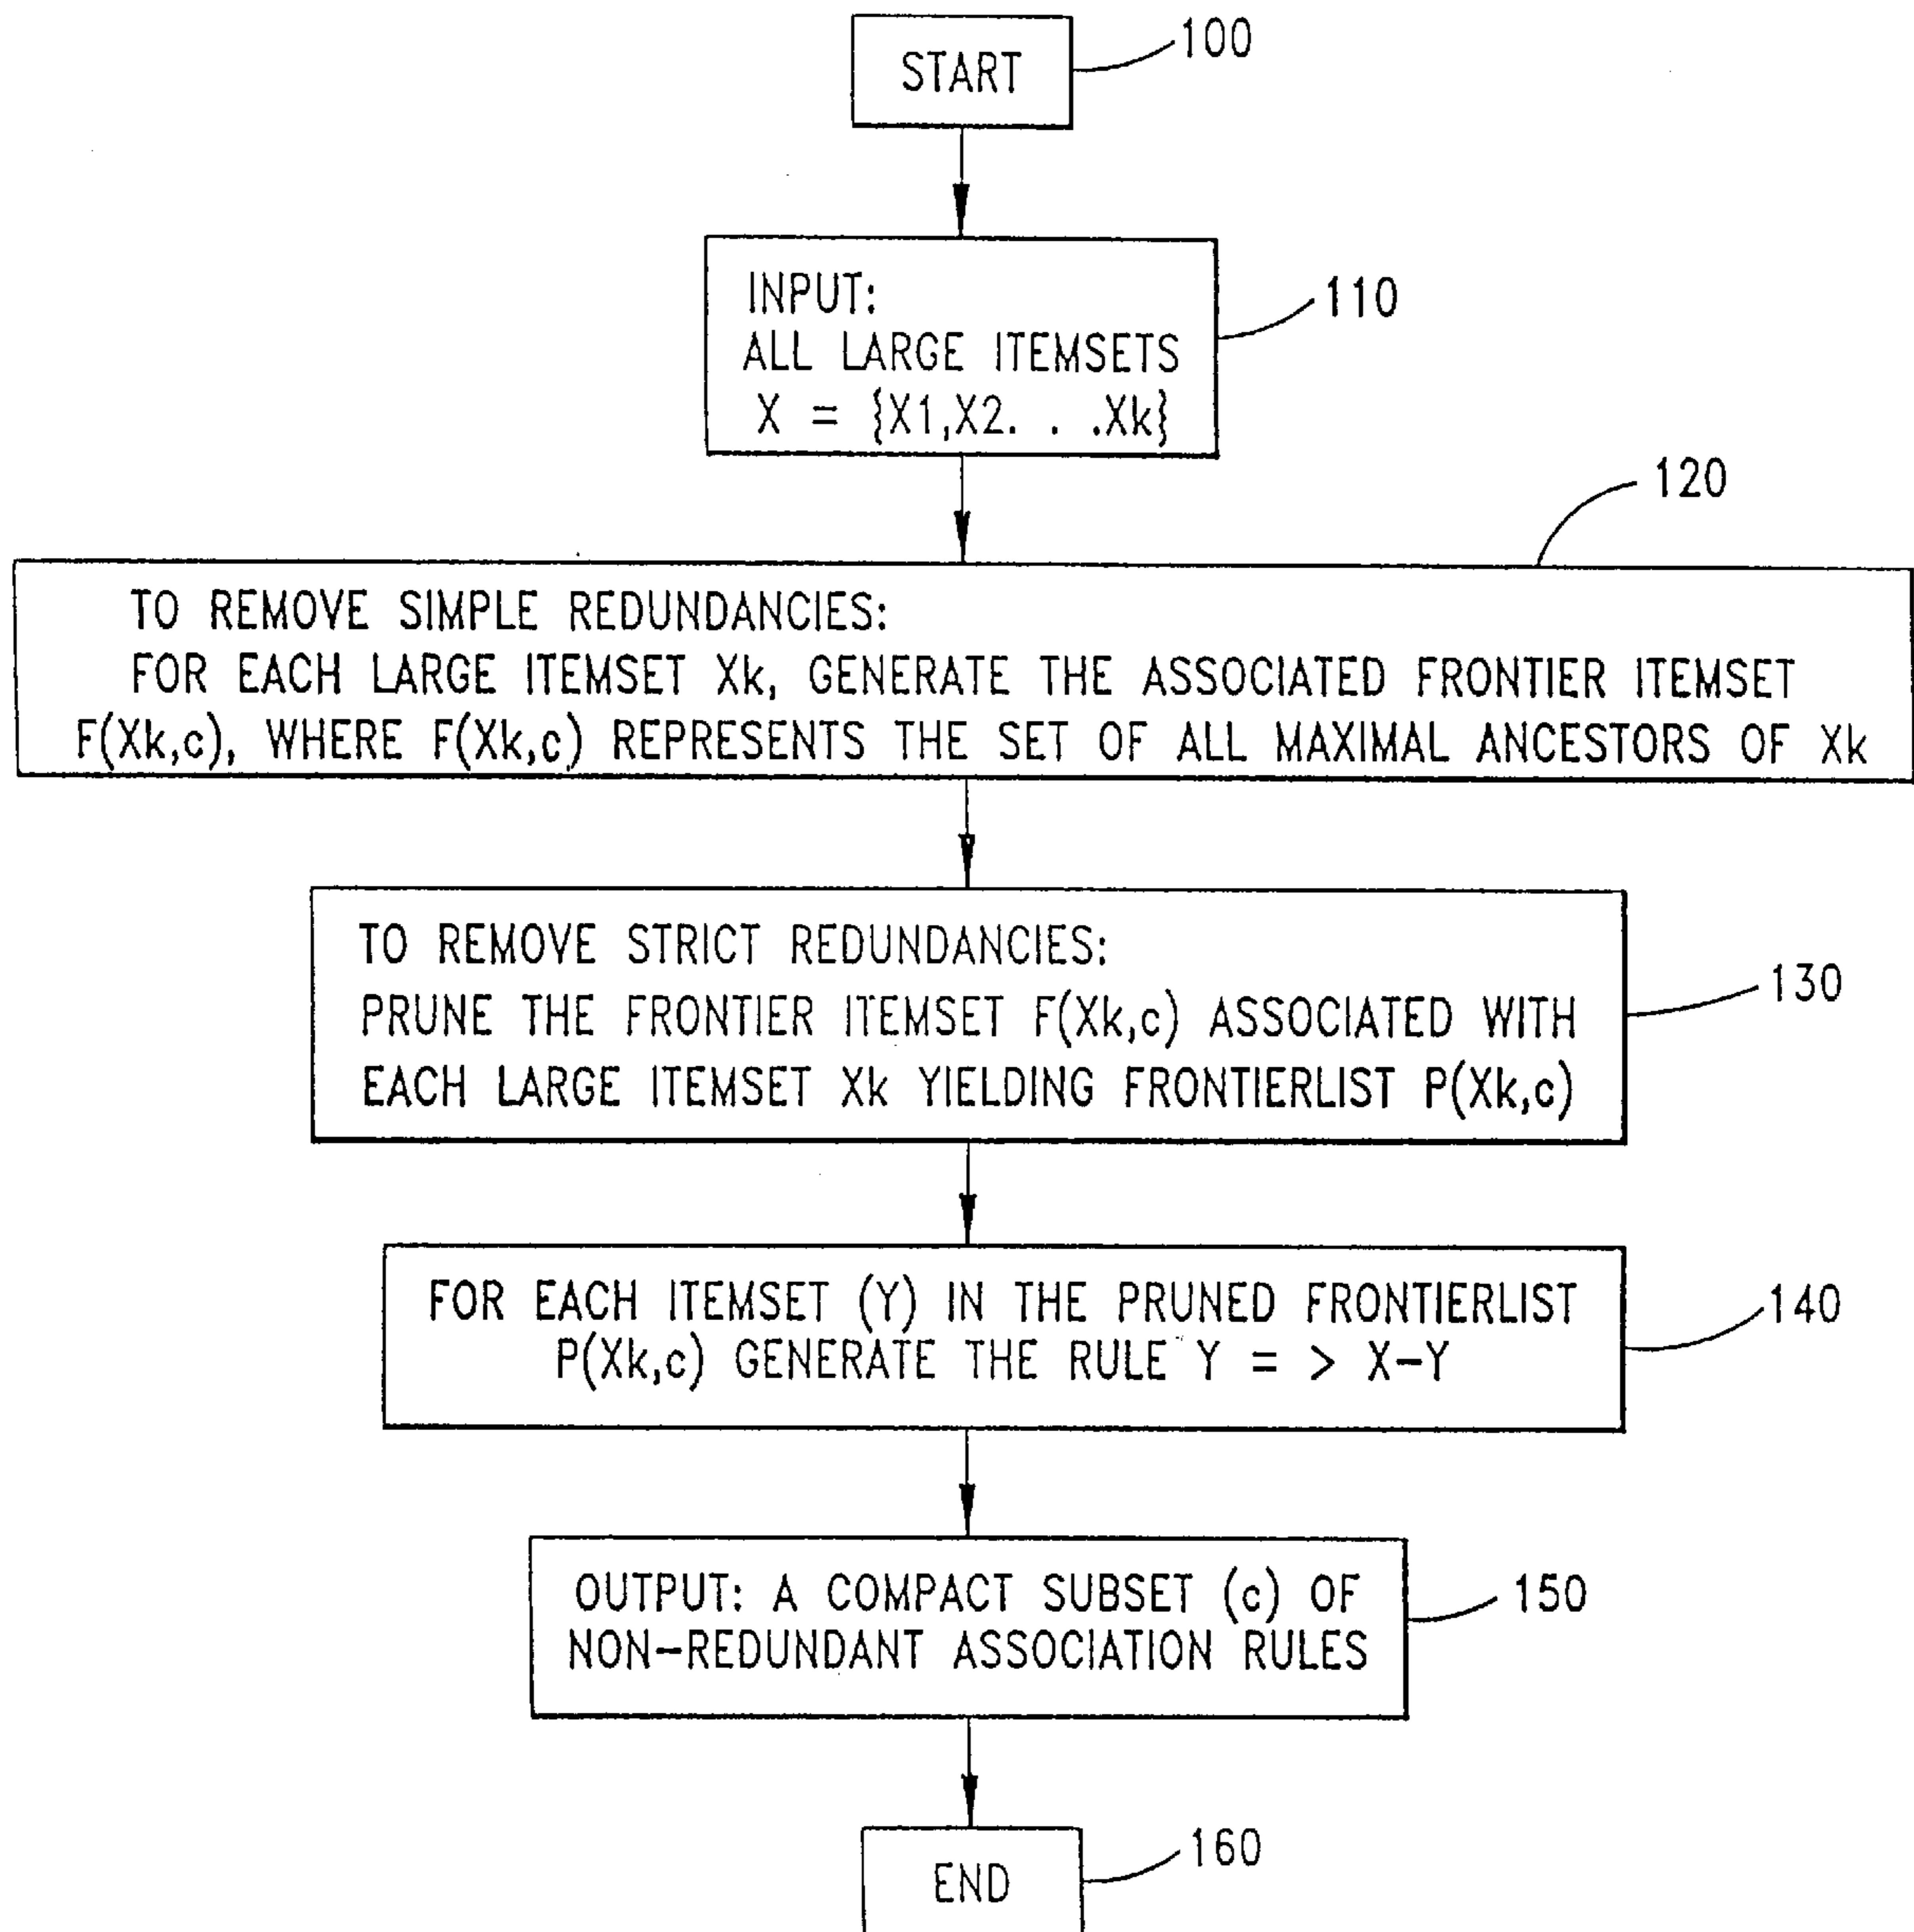 START
100
INPUT:
ALL LARGE ITEMSETS
X = {X1,X2. . .Xk}
110
120
TO REMOVE SIMPLE REDUNDANCIES:
FOR EACH LARGE ITEMSET Xk, GENERATE THE ASSOCIATED FRONTIER ITEMSET
F(Xk,c), WHERE F(Xk,c) REPRESENTS THE SET OF ALL MAXIMAL ANCESTORS OF Xk
TO REMOVE STRICT REDUNDANCIES:
PRUNE THE FRONTIER ITEMSET F(Xk,c) ASSOCIATED WITH
EACH LARGE ITEMSET Xk YIELDING FRONTIERLIST P(Xk,c)
130
FOR EACH ITEMSET (Y) IN THE PRUNED FRONTIERLIST
P(Xk,c) GENERATE THE RULE Y = > X-Y
140
OUTPUT: A COMPACT SUBSET (c) OF
NON-REDUNDANT ASSOCIATION RULES
150
END
160